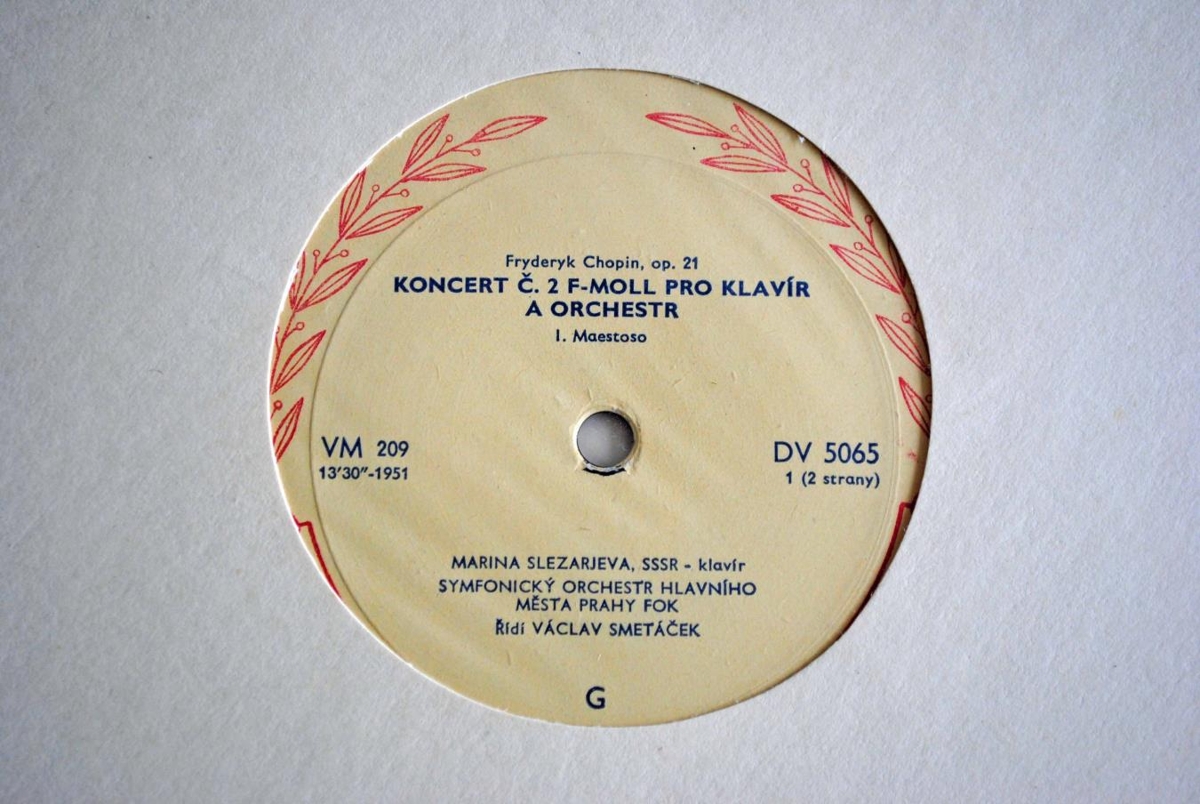 Fryderyk Chopin, op. 21
KONCERT Č. 2 F-MOLL PRO KLAVÍR
A ORCHESTR
I. Maestoso
VM 209
13'30"-1951
DV 5065
1 (2 strany)
MARINA SLEZARJEVA, SSSR - klavír
SYMFONICKÝ ORCHESTR HLAVNÍHO
MĚSTA PRAHY FOK
Řídí VÁCLAV SMETÁČEK
G